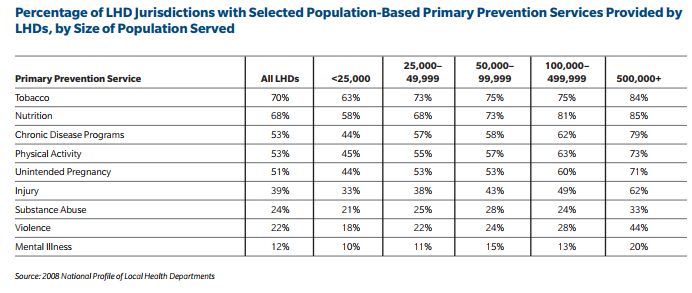 Percentage of LHD Jurisdictions with Selected Population-Based Primary Prevention Services Provided by
LHDs, by Size of Population Served
Primary Prevention Service All LHDs <25,000 25,000–49,999 50,000–99,999 100,000–499,999 500,000+
Tobacco 70% 63% 73% 75% 75% 84%
Nutrition 68% 58% 68% 73% 81% 85%
Chronic Disease Programs 53% 44% 57% 58% 62% 79%
Physical Activity 53% 45% 55% 57% 63% 73%
Unintended Pregnancy 51% 44% 53% 53% 60% 71%
Injury 39% 33% 38% 43% 49% 62%
Substance Abuse 24% 21% 25% 28% 24% 33%
Violence 22% 18% 22% 24% 28% 44%
Mental Illness 12% 10% 11% 15% 13% 20%
Source: 2008 National Profile of Local Health Departments